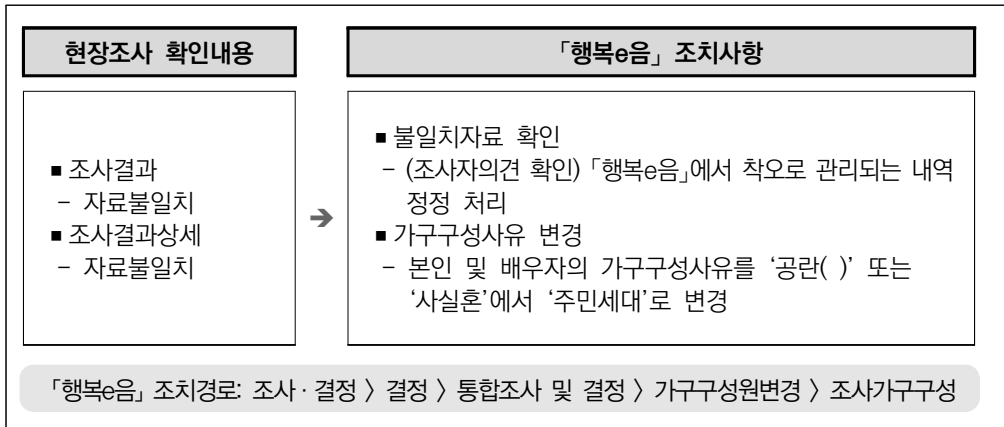 현장조사 확인내용
「행복e음」 조치사항
■ 조사결과
- 자료불일치
■ 조사결과상세
- 자료불일치
➔
■ 불일치자료 확인
- (조사자의견 확인) 「행복e음」에서 착오로 관리되는 내역
정정 처리
■ 가구구성사유 변경
- 본인 및 배우자의 가구구성사유를 ‘공란( )’ 또는
‘사실혼’에서 ‘주민세대’로 변경
「행복e음」 조치경로: 조사·결정 〉 결정 〉 통합조사 및 결정 〉 가구구성원변경 〉 조사가구구성